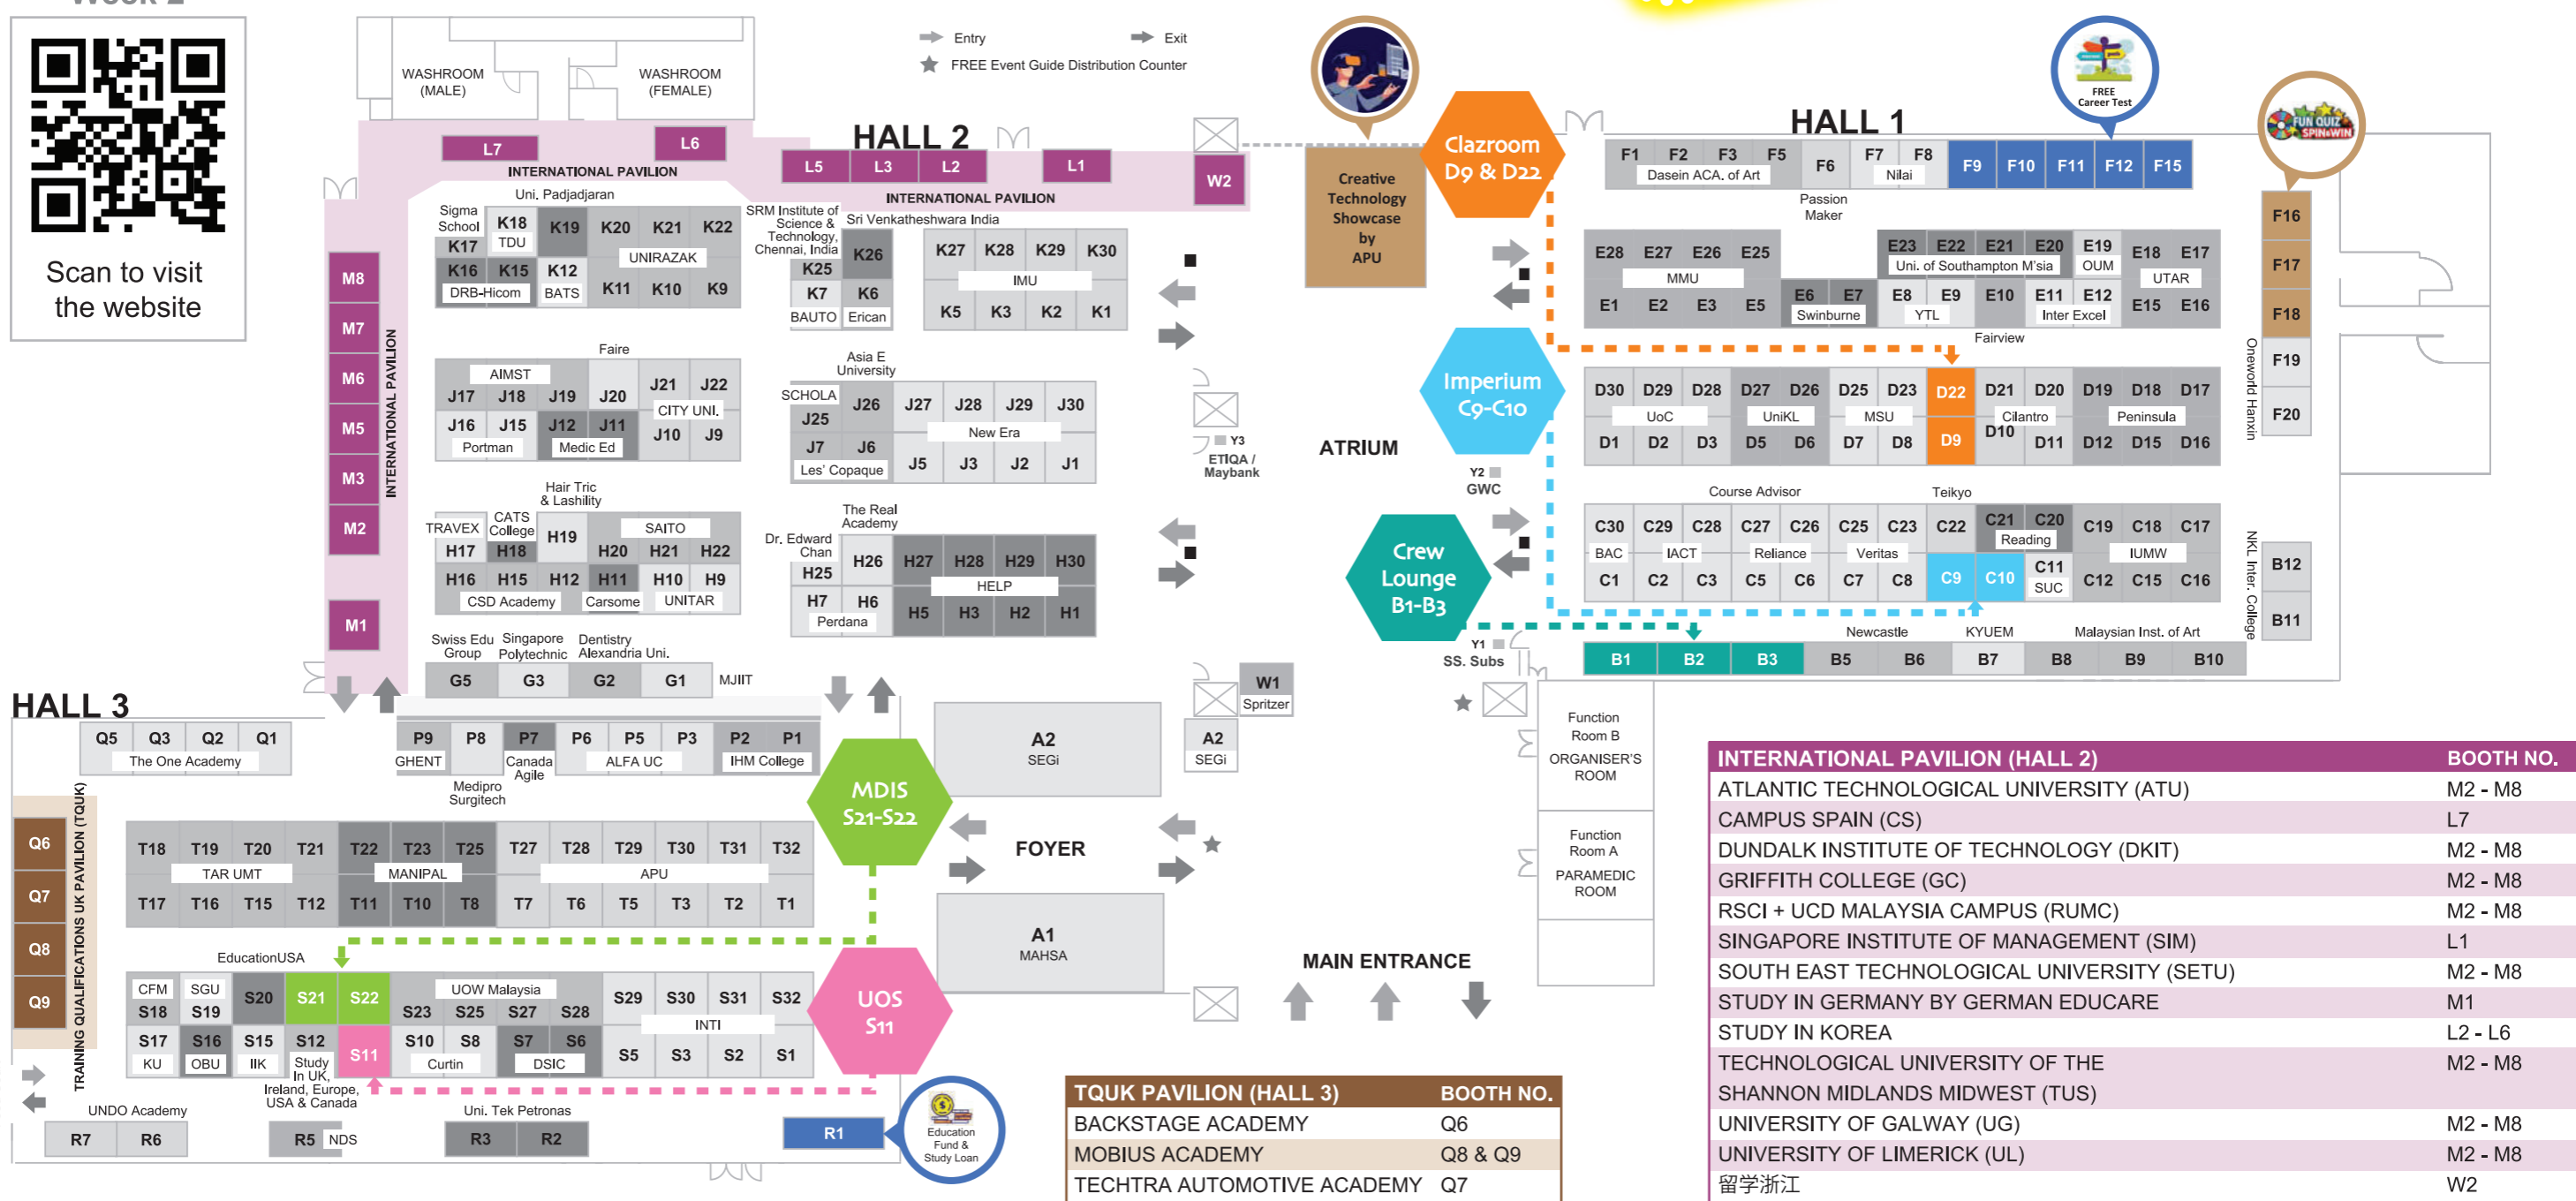 Week 2
Scan to visit
the website
WASHROOM
(MALE)
WASHROOM
(FEMALE)
Entry
Exit
FREE Event Guide Distribution Counter
HALL 2
L7
L6
INTERNATIONAL PAVILION
L5 L3 L2 L1
INTERNATIONAL PAVILION
W2
M8
M7
M6
M5
M3
M2
M1
INTERNATIONAL PAVILION
Uni. Padjadjaran
Sigma
School
K17
K18
TDU
K19 K20 K21 K22
UNIRAZAK
K16 K15
DRB-Hicom
K12
BATS
K11 K10 K9
SRM Institute of
Science &
Technology,
Chennai, India
K25
Sri Venkatheshwara India
K26
K27 K28 K29 K30
IMU
K7
BAUTO
K6
Erican
K5 K3 K2 K1
Faire
AIMST
J17 J18 J19 J20 J21 J22
CITY UNI.
J16 J15 J12 J11 J10 J9
Portman
Medic Ed
Asia E
University
SCHOLA
J25
J26 J27 J28 J29 J30
New Era
J7 J6 J5 J3 J2 J1
Les' Copaque
Hair Tric
& Lashility
TRAVEX
CATS
College
SAITO
H17 H18 H19 H20 H21 H22
H16 H15 H12 H11 H10 H9
CSD Academy
Carsome
UNITAR
The Real
Academy
Dr. Edward
Chan
H25
H26 H27 H28 H29 H30
HELP
H7 H6 H5 H3 H2 H1
Perdana
Swiss Edu
Group
Singapore
Polytechnic
Dentistry
Alexandria Uni.
G5 G3 G2 G1
MJIIT
Creative
Technology
Showcase
by
APU
Clazroom
D9 & D22
Imperium
C9-C10
Crew
Lounge
B1-B3
ATRIUM
Y3
ETIQA /
Maybank
Y2
GWC
Y1
SS. Subs
HALL 1
FREE
Career Test
FUN QUIZ
SPIN&WIN
F1 F2 F3 F5
Dasein ACA. of Art
F6
Passion
Maker
F7 F8
Nilai
F9 F10 F11 F12 F15
F16
F17
F18
F19
F20
Oneworld Hanxin
E28 E27 E26 E25
MMU
E1 E2 E3 E5
E23 E22 E21 E20
Uni. of Southampton M'sia
E19
OUM
E18 E17
UTAR
E6 E7
Swinburne
E8 E9
YTL
E10
Fairview
E11 E12
Inter Excel
E15 E16
D30 D29 D28 D27 D26 D25 D23 D22 D21 D20 D19 D18 D17
UoC
UniKL
MSU
Cilantro
Peninsula
D1 D2 D3 D5 D6 D7 D8 D9 D10 D11 D12 D15 D16
Course Advisor
Teikyo
C30 C29 C28 C27 C26 C25 C23 C22 C21 C20 C19 C18 C17
Reading
BAC
IACT
Reliance
Veritas
IUMW
C1 C2 C3 C5 C6 C7 C8 C9 C10 C11 C12 C15 C16
SUC
NKL Inter. College
B12
B11
Newcastle
KYUEM
Malaysian Inst. of Art
B1 B2 B3 B5 B6 B7 B8 B9 B10
W1
Spritzer
A2
SEGi
A2
SEGi
FOYER
A1
MAHSA
MAIN ENTRANCE
Function
Room B
ORGANISER'S
ROOM
Function
Room A
PARAMEDIC
ROOM
HALL 3
Q5 Q3 Q2 Q1
The One Academy
P9
GHENT
P8
Medipro
Surgitech
P7
Canada
Agile
P6 P5 P3
ALFA UC
P2 P1
IHM College
MDIS
S21-S22
Q6
Q7
Q8
Q9
TRAINING QUALIFICATIONS UK PAVILION (TQUK)
T18 T19 T20 T21 T22 T23 T25 T27 T28 T29 T30 T31 T32
TAR UMT
MANIPAL
APU
T17 T16 T15 T12 T11 T10 T8 T7 T6 T5 T3 T2 T1
EducationUSA
CFM
S18
SGU
S19
S20 S21 S22
UOW Malaysia
S23 S25 S27 S28
S29 S30 S31 S32
INTI
S17
KU
S16
OBU
S15
IIK
S12
Study
In UK,
Ireland, Europe,
USA & Canada
S11
S10 S8
Curtin
S7 S6
DSIC
S5 S3 S2 S1
UOS
S11
UNDO Academy
R7 R6
R5 NDS
Uni. Tek Petronas
R3 R2
R1
Education
Fund &
Study Loan
TQUK PAVILION (HALL 3) BOOTH NO.
BACKSTAGE ACADEMY Q6
MOBIUS ACADEMY Q8 & Q9
TECHTRA AUTOMOTIVE ACADEMY Q7
INTERNATIONAL PAVILION (HALL 2) BOOTH NO.
ATLANTIC TECHNOLOGICAL UNIVERSITY (ATU) M2 - M8
CAMPUS SPAIN (CS) L7
DUNDALK INSTITUTE OF TECHNOLOGY (DKIT) M2 - M8
GRIFFITH COLLEGE (GC) M2 - M8
RSCI + UCD MALAYSIA CAMPUS (RUMC) M2 - M8
SINGAPORE INSTITUTE OF MANAGEMENT (SIM) L1
SOUTH EAST TECHNOLOGICAL UNIVERSITY (SETU) M2 - M8
STUDY IN GERMANY BY GERMAN EDUCARE M1
STUDY IN KOREA L2 - L6
TECHNOLOGICAL UNIVERSITY OF THE M2 - M8
SHANNON MIDLANDS MIDWEST (TUS)
UNIVERSITY OF GALWAY (UG) M2 - M8
UNIVERSITY OF LIMERICK (UL) M2 - M8
留学浙江 W2